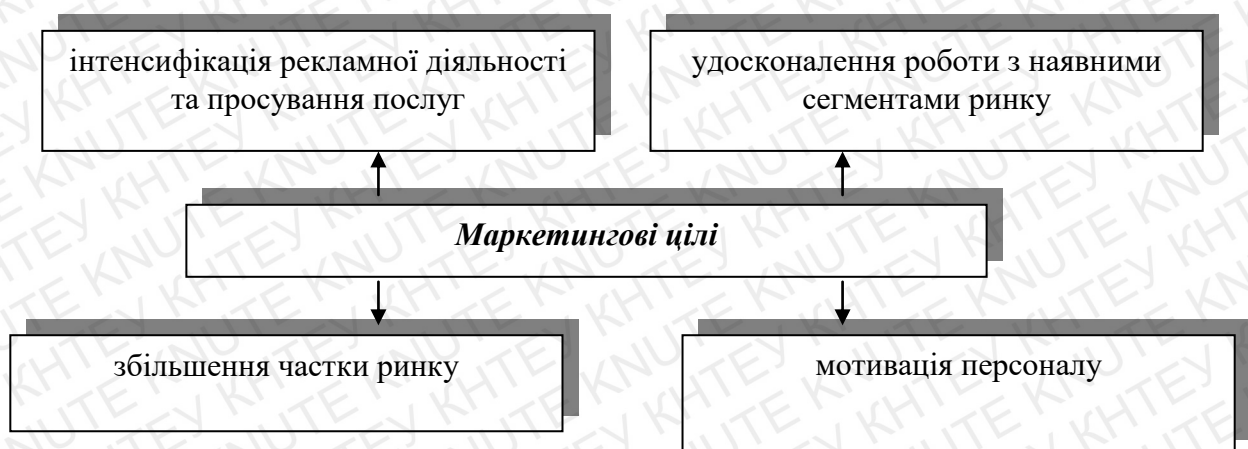 інтенсифікація рекламної діяльності
та просування послуг
удосконалення роботи з наявними
сегментами ринку
Маркетингові цілі
збільшення частки ринку
мотивація персоналу